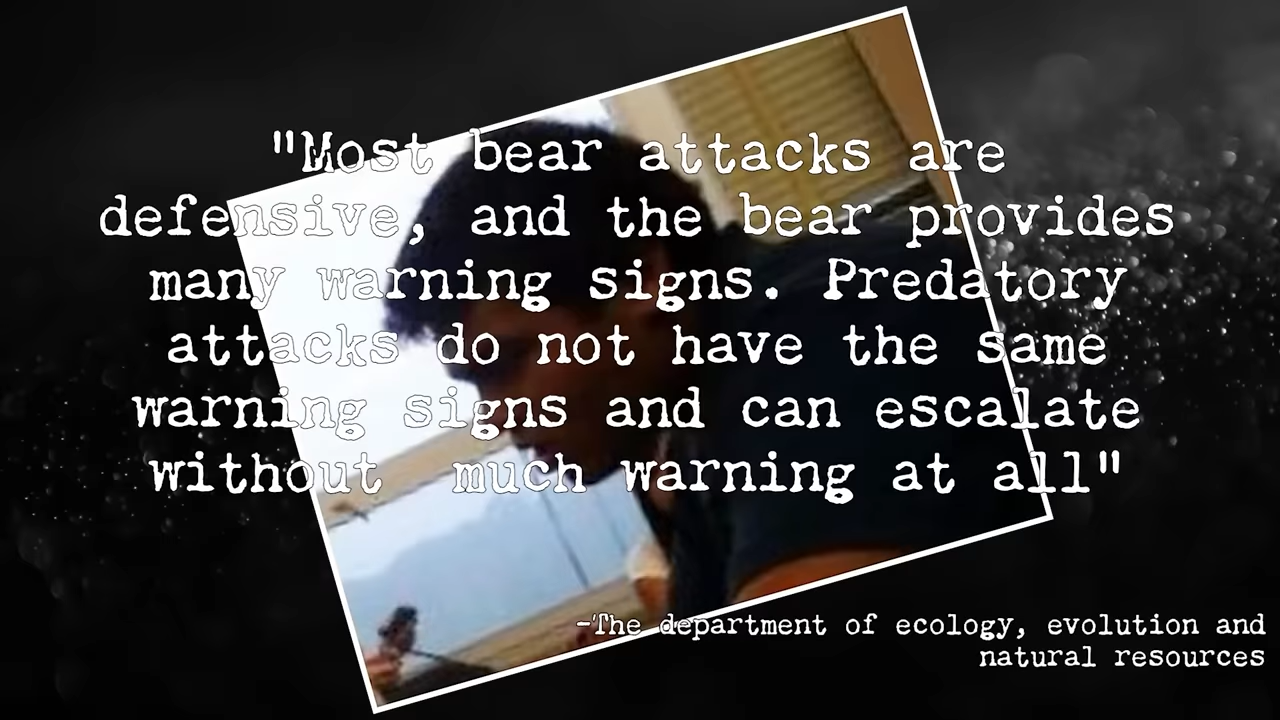 "Most bear attacks are
defensive, and the bear provides
many warning signs. Predatory
attacks do not have the same
warning signs and can escalate
without  much warning at all"
-The department of ecology, evolution and
natural resources